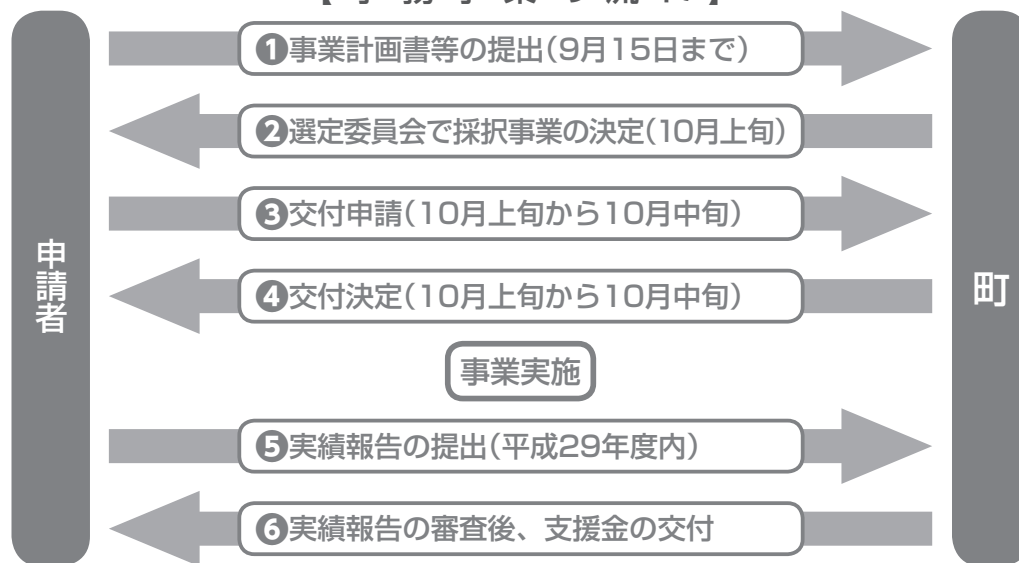 ❶事業計画書等の提出(9月15日まで)
❷選定委員会で採択事業の決定(10月上旬)
❸交付申請(10月上旬から10月中旬)
❹交付決定(10月上旬から10月中旬)
事業実施
❺実績報告の提出(平成29年度内)
❻実績報告の審査後、支援金の交付
申請者
町